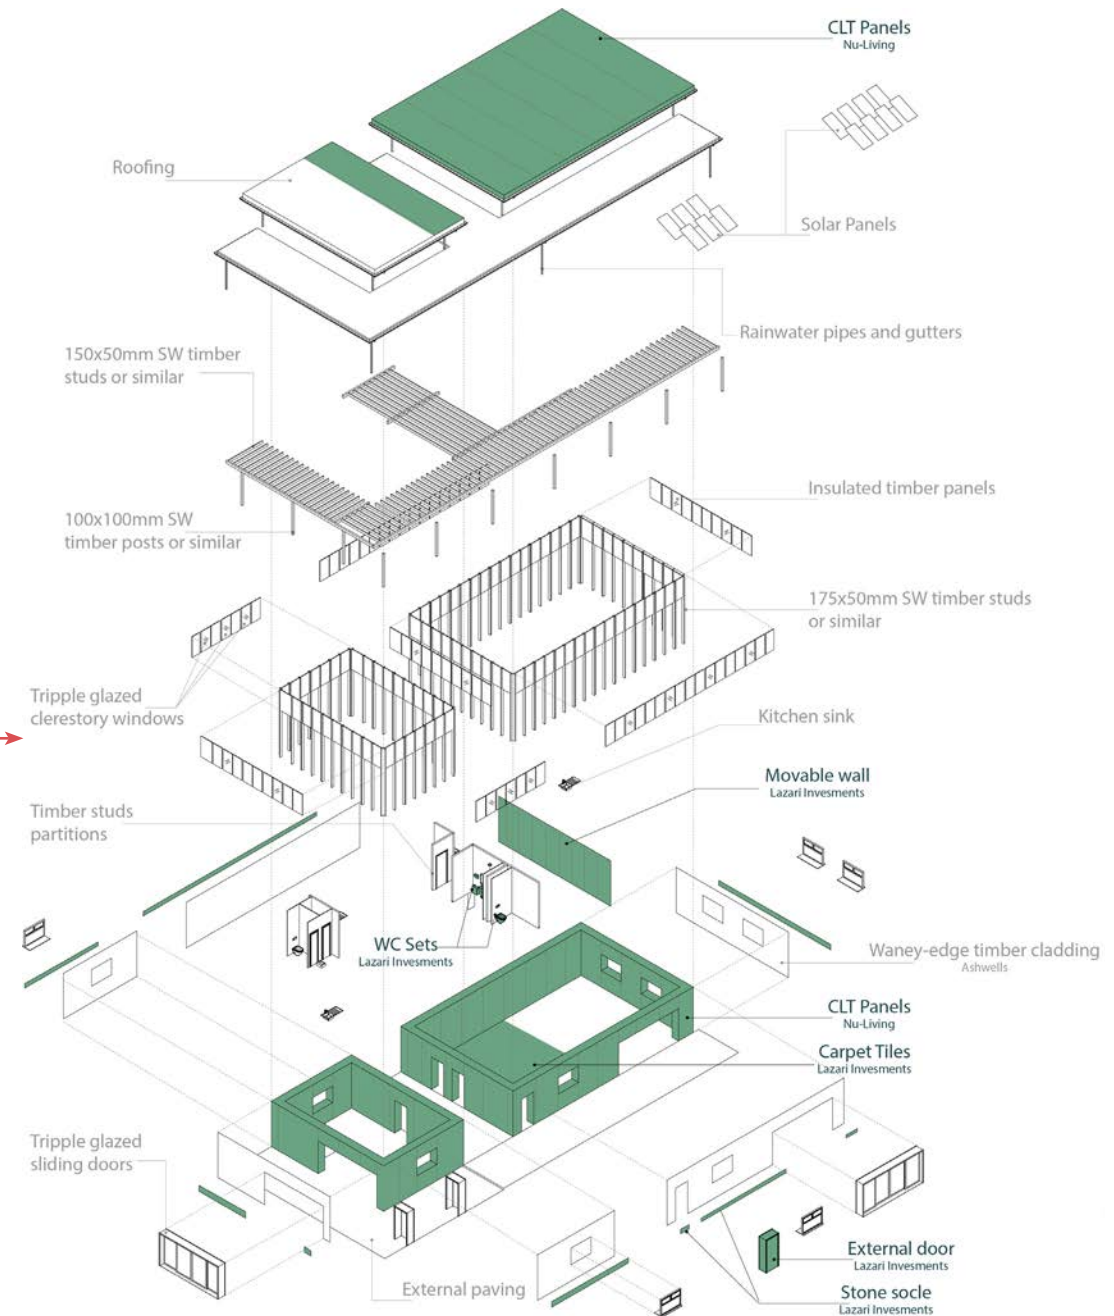 CLT Panels
Nu-Living
Roofing
Solar Panels
Rainwater pipes and gutters
150x50mm SW timber
studs or similar
Insulated timber panels
100x100mm SW
timber posts or similar
175x50mm SW timber studs
or similar
Tripple glazed
clerestory windows
Kitchen sink
Movable wall
Lazari Invesments
Timber studs
partitions
WC Sets
Lazari Invesments
Waney-edge timber cladding
Ashwells
CLT Panels
Nu-Living
Carpet Tiles
Lazari Invesments
Tripple glazed
sliding doors
External door
Lazari Invesments
External paving
Stone socle
Lazari Invesments